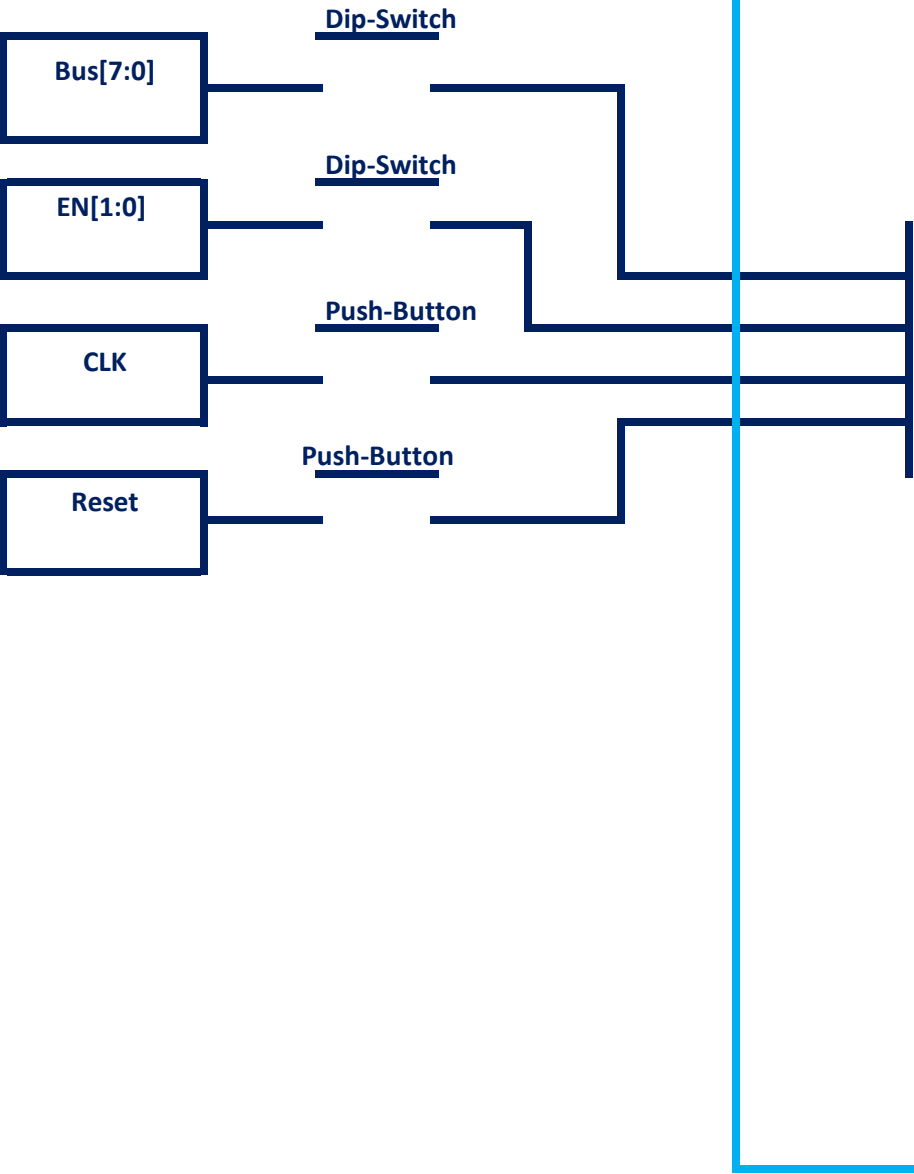 Dip-Switch
Bus[7:0]
Dip-Switch
EN[1:0]
Push-Button
CLK
Push-Button
Reset